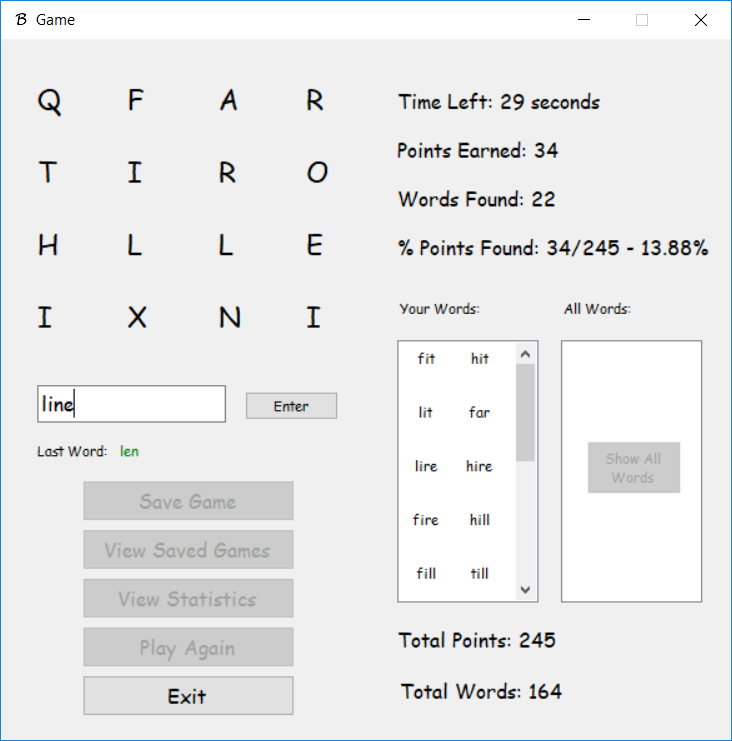 B Game
Q F A R
T I R O
H L L E
I X N I
line
Enter
Last Word: len
Save Game
View Saved Games
View Statistics
Play Again
Exit
Time Left: 29 seconds
Points Earned: 34
Words Found: 22
% Points Found: 34/245 - 13.88%
Your Words:
fit hit
lit far
lire hire
fire hill
fill till
All Words:
Show All
Words
Total Points: 245
Total Words: 164